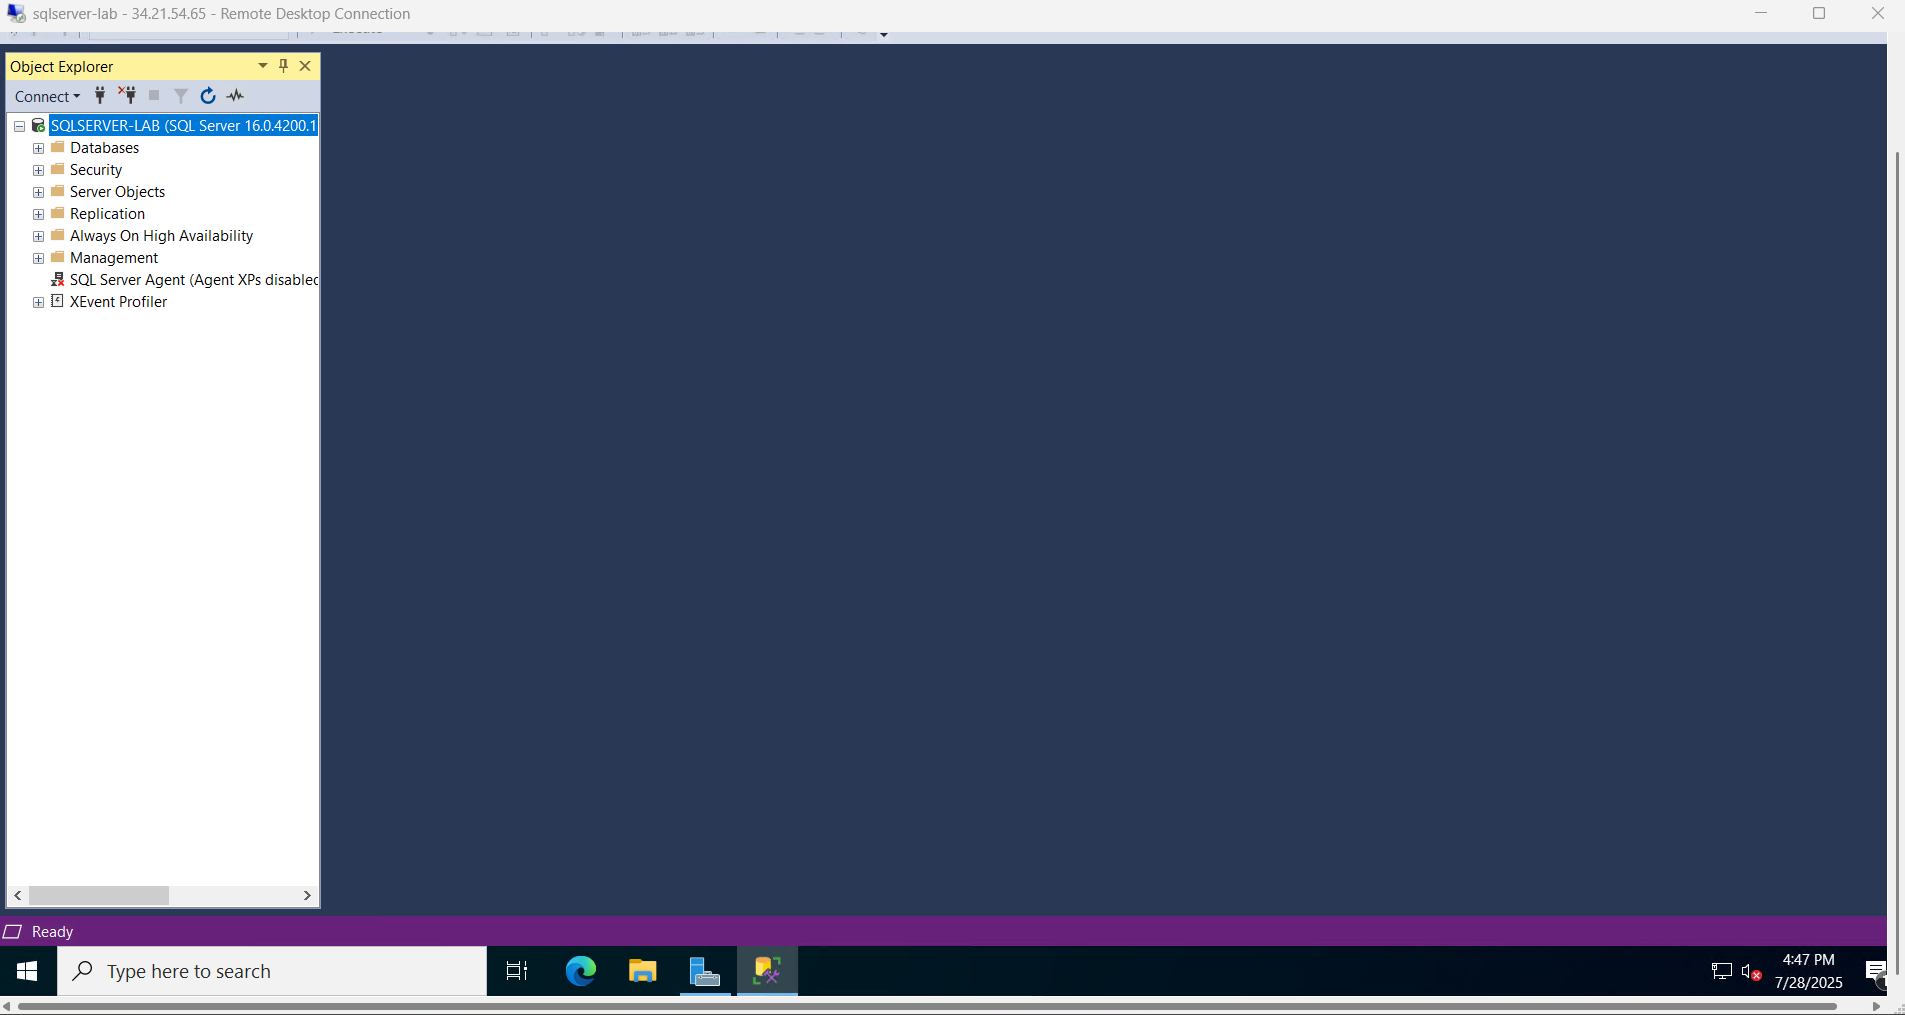 sqlserver-lab - 34.21.54.65 - Remote Desktop Connection
Object Explorer
Connect
SQLSERVER-LAB (SQL Server 16.0.4200.1
Databases
Security
Server Objects
Replication
Always On High Availability
Management
SQL Server Agent (Agent XPs disabled
XEvent Profiler
Ready
Type here to search
4:47 PM
7/28/2025